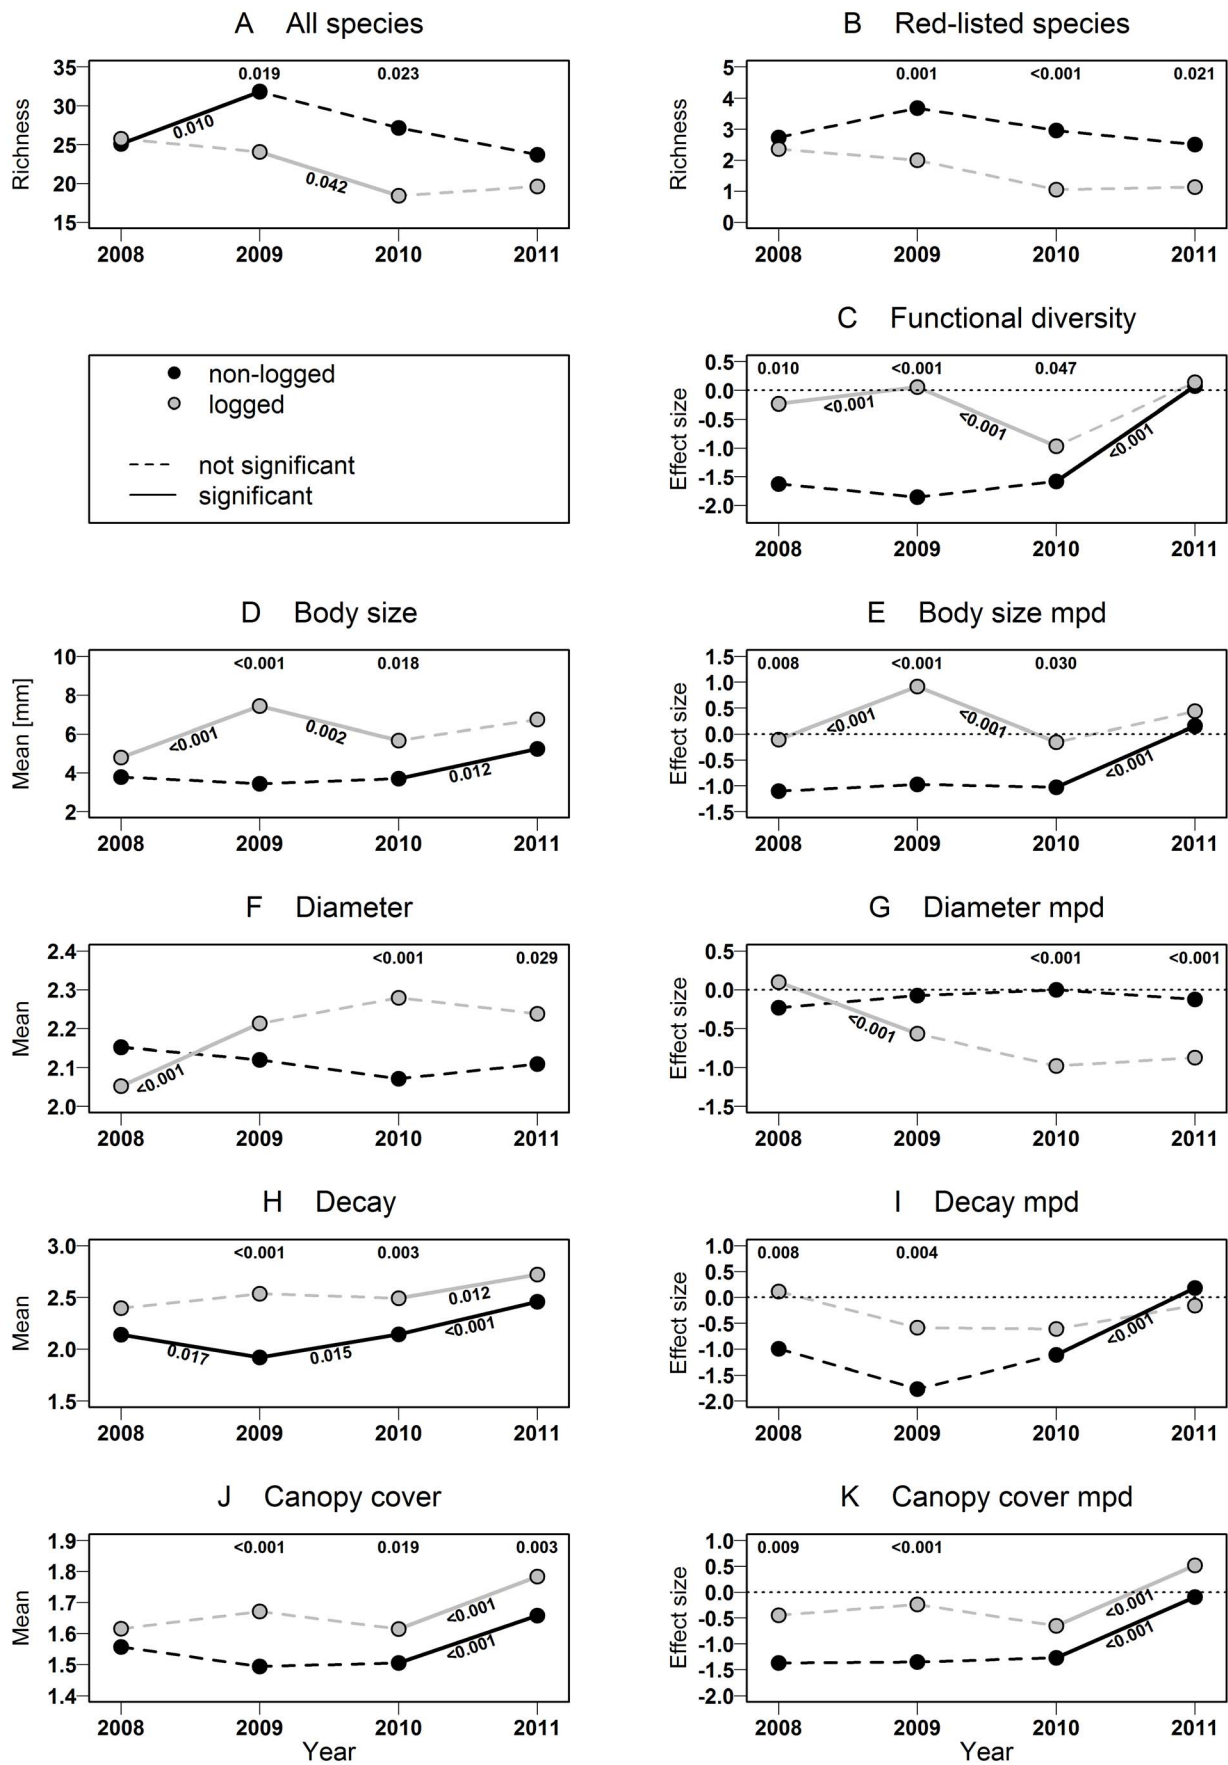 A All species
0.019 0.023
35
30
25
20
15
Richness
0.010
0.042
2008 2009 2010 2011
B Red-listed species
0.001 <0.001 0.021
5
4
3
2
1
0
Richness
2008 2009 2010 2011
non-logged
logged
not significant
significant
C Functional diversity
0.010 <0.001 0.047
0.5
0.0
-0.5
-1.0
-1.5
-2.0
Effect size
<0.001
<0.001
<0.001
2008 2009 2010 2011
D Body size
<0.001 0.018
10
8
6
4
2
Mean [mm]
<0.001
0.002
0.012
2008 2009 2010 2011
E Body size mpd
0.008 <0.001 0.030
1.5
1.0
0.5
0.0
-0.5
-1.0
-1.5
Effect size
<0.001
<0.001
<0.001
2008 2009 2010 2011
F Diameter
<0.001 0.029
2.4
2.3
2.2
2.1
2.0
Mean
<0.001
2008 2009 2010 2011
G Diameter mpd
<0.001 <0.001
0.5
0.0
-0.5
-1.0
-1.5
Effect size
<0.001
2008 2009 2010 2011
H Decay
<0.001 0.003
3.0
2.5
2.0
1.5
Mean
0.017
0.015
0.012
<0.001
2008 2009 2010 2011
I Decay mpd
0.008 0.004
1.0
0.5
0.0
-0.5
-1.0
-1.5
-2.0
Effect size
<0.001
2008 2009 2010 2011
J Canopy cover
<0.001 0.019 0.003
1.9
1.8
1.7
1.6
1.5
1.4
Mean
<0.001
<0.001
2008 2009 2010 2011
Year
K Canopy cover mpd
0.009 <0.001
1.0
0.5
0.0
-0.5
-1.0
-1.5
-2.0
Effect size
<0.001
<0.001
2008 2009 2010 2011
Year